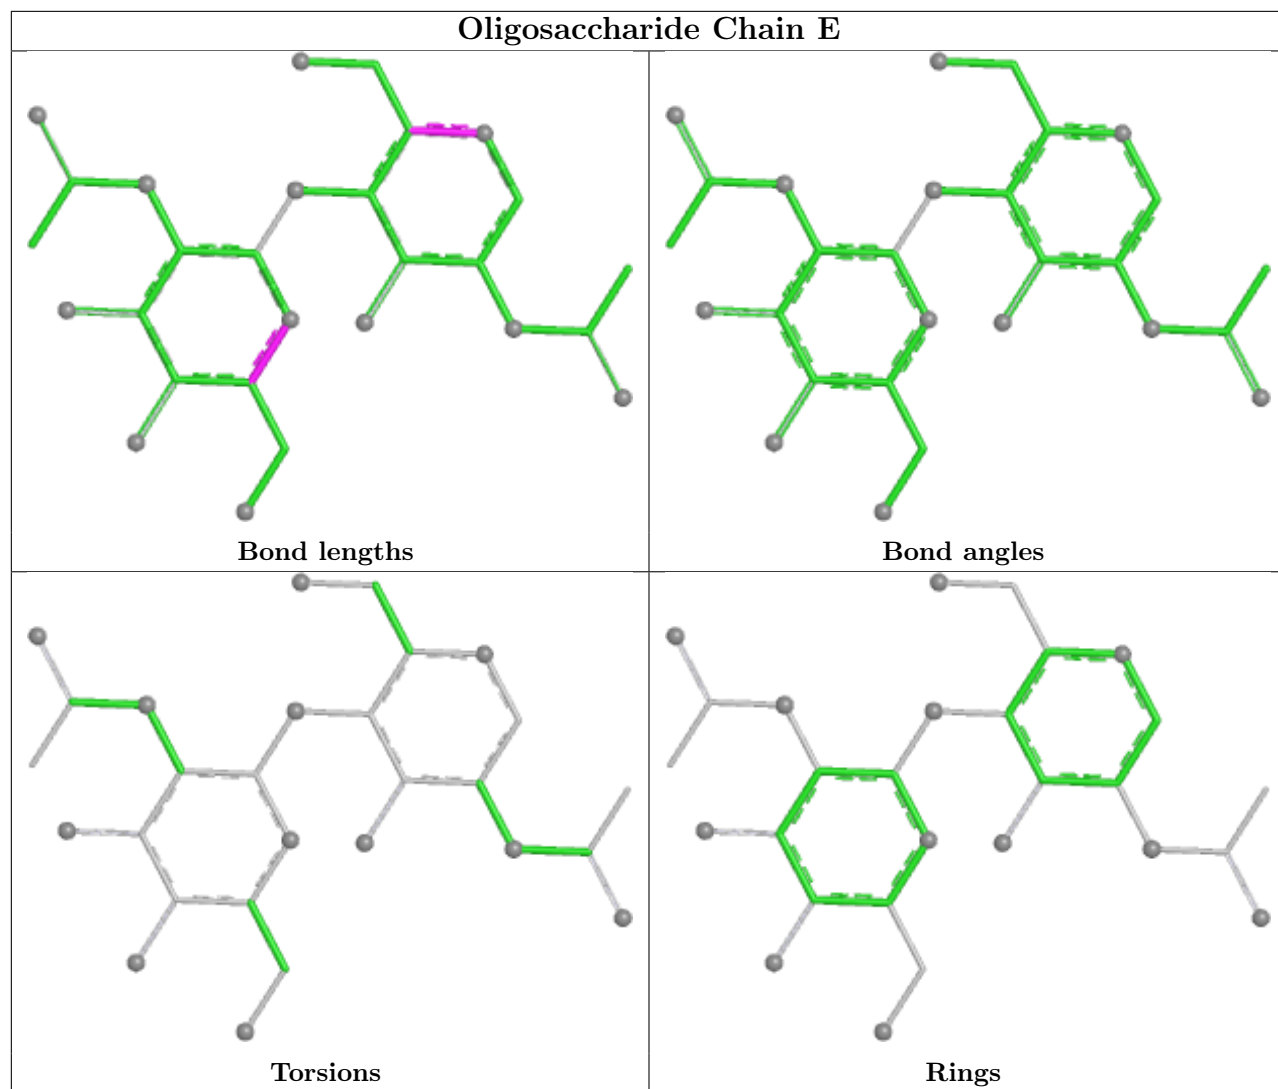 Oligosaccharide Chain E
Bond lengths
Bond angles
Torsions
Rings